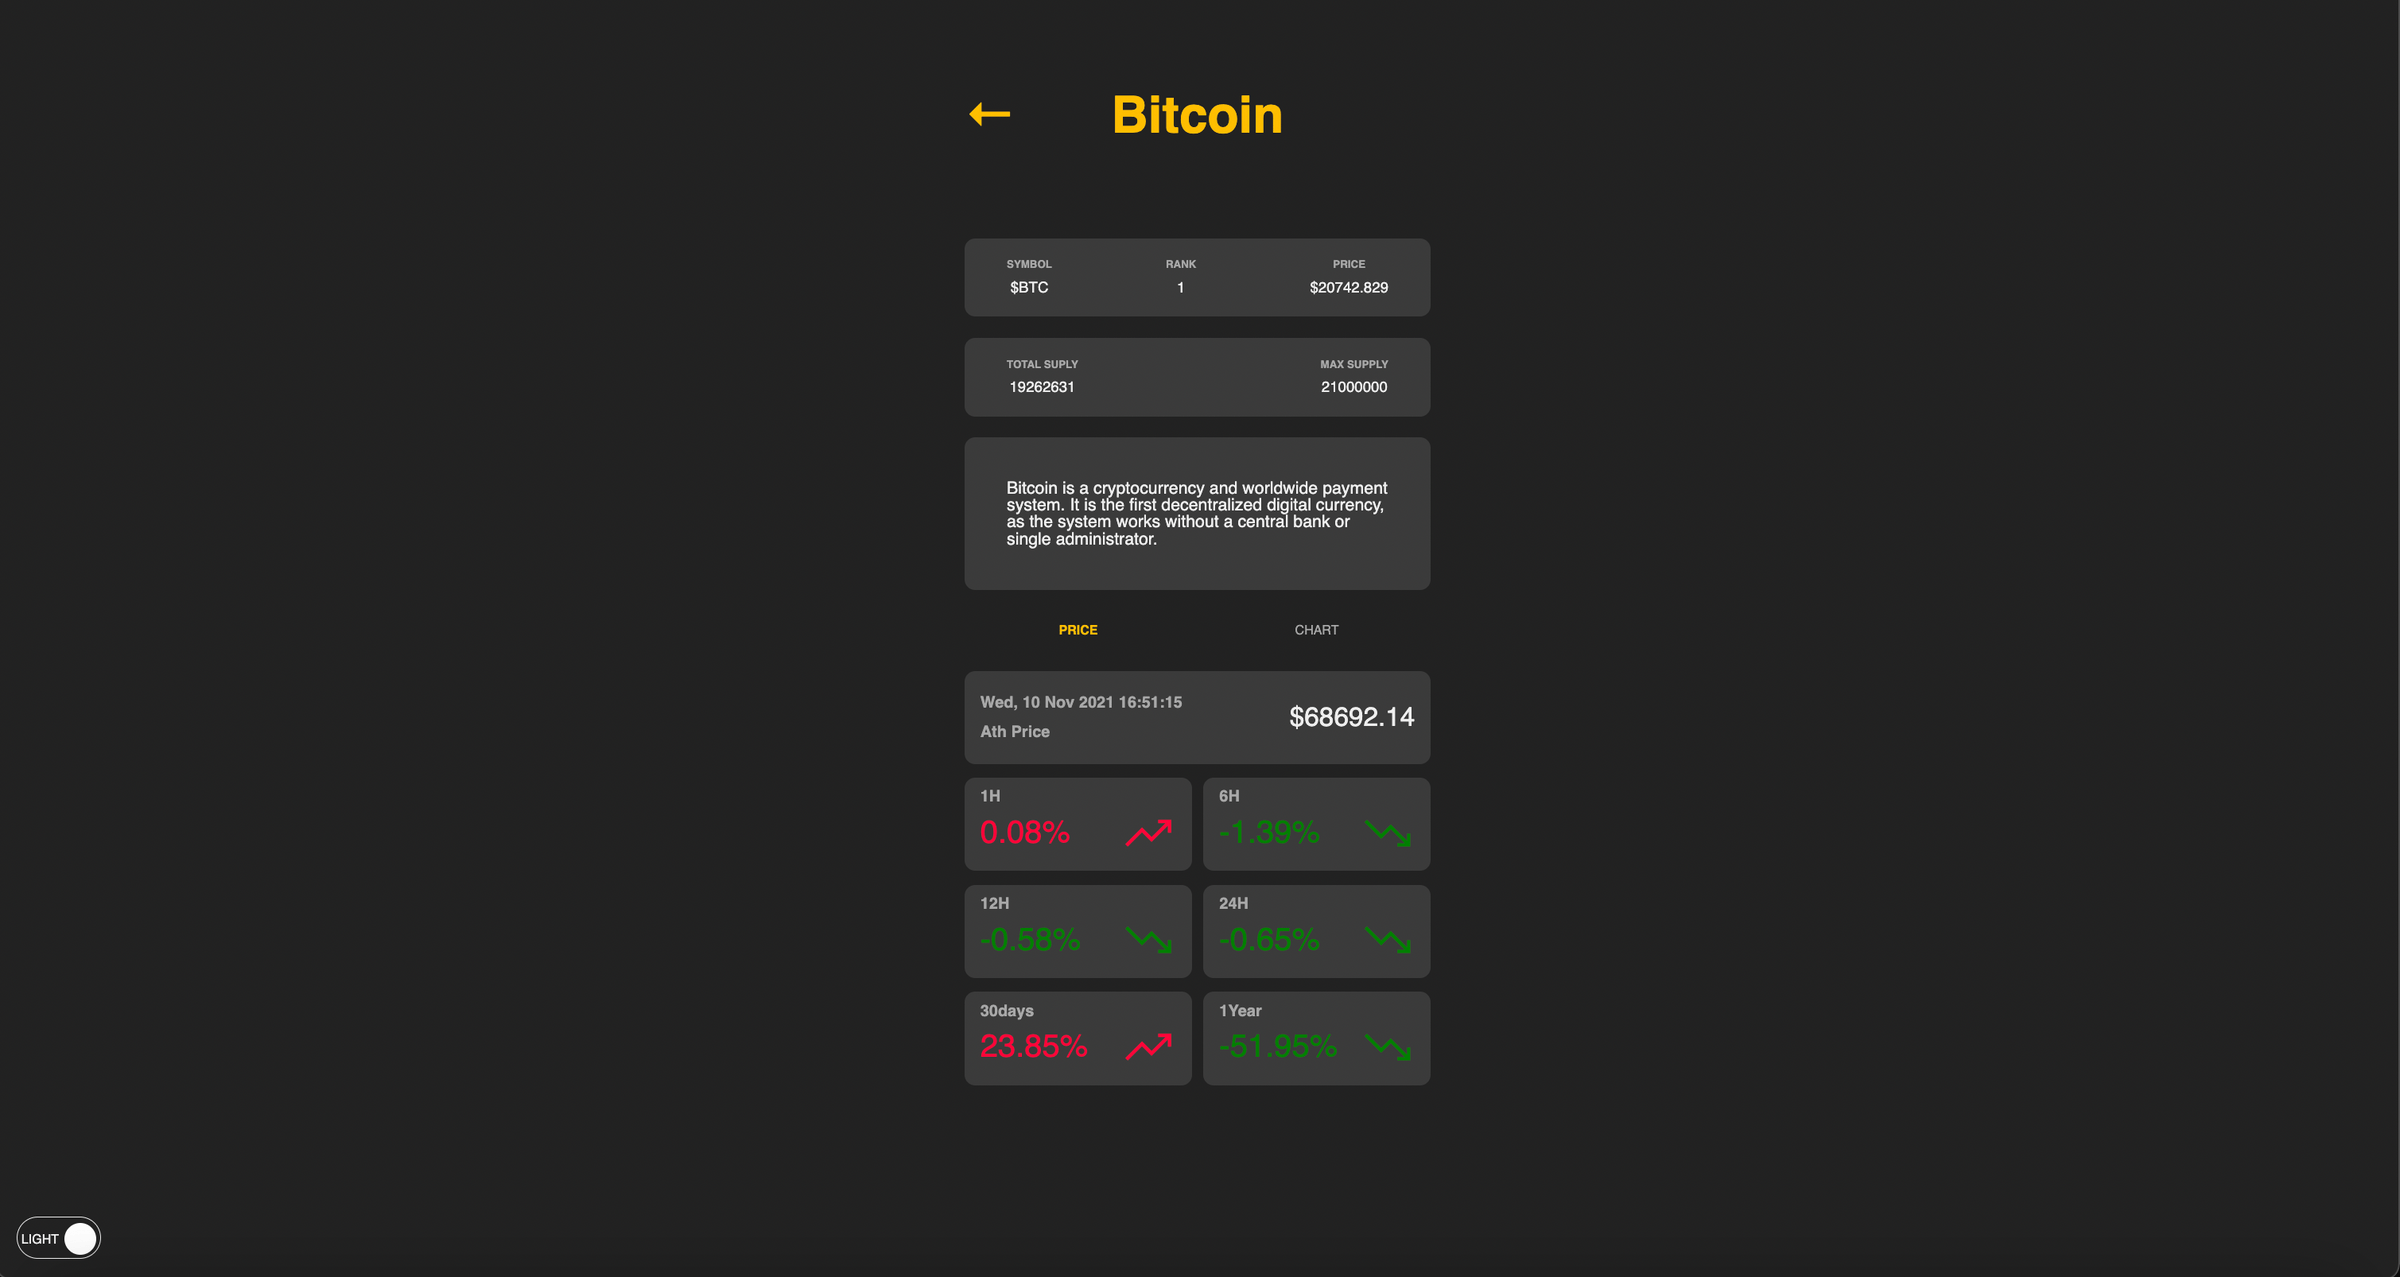 Bitcoin
SYMBOL RANK PRICE
$BTC 1 $20742.829
TOTAL SUPLY MAX SUPPLY
19262631 21000000
Bitcoin is a cryptocurrency and worldwide payment
system. It is the first decentralized digital currency,
as the system works without a central bank or
single administrator.
PRICE CHART
Wed, 10 Nov 2021 16:51:15
Ath Price
$68692.14
1H 6H
0.08% -1.39%
12H 24H
-0.58% -0.65%
30days 1Year
23.85% -51.95%
LIGHT